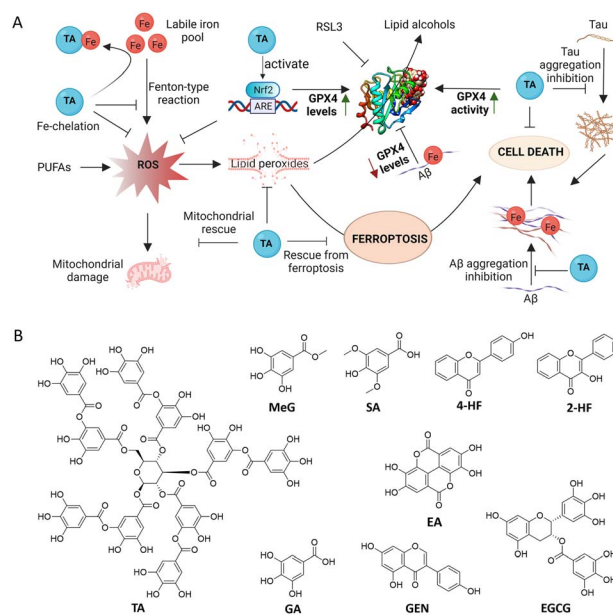 A
TA
Fe
Labile iron
pool
Fe
Fe
Fe
TA
Fe-chelation
Fenton-type
reaction
PUFAs
ROS
Mitochondrial
damage
TA
activate
Nrf2
ARE
GPX4
levels
Lipid peroxides
RSL3
Lipid alcohols
GPX4
levels
Fe
Aβ
GPX4
activity
TA
Tau
Tau
aggregation
inhibition
CELL DEATH
Mitochondrial
rescue
TA
Rescue from
ferroptosis
FERROPTOSIS
Fe
Fe
Aβ aggregation
inhibition
TA
Aβ
B
TA
MeG
SA
4-HF
2-HF
EA
GA
GEN
EGCG